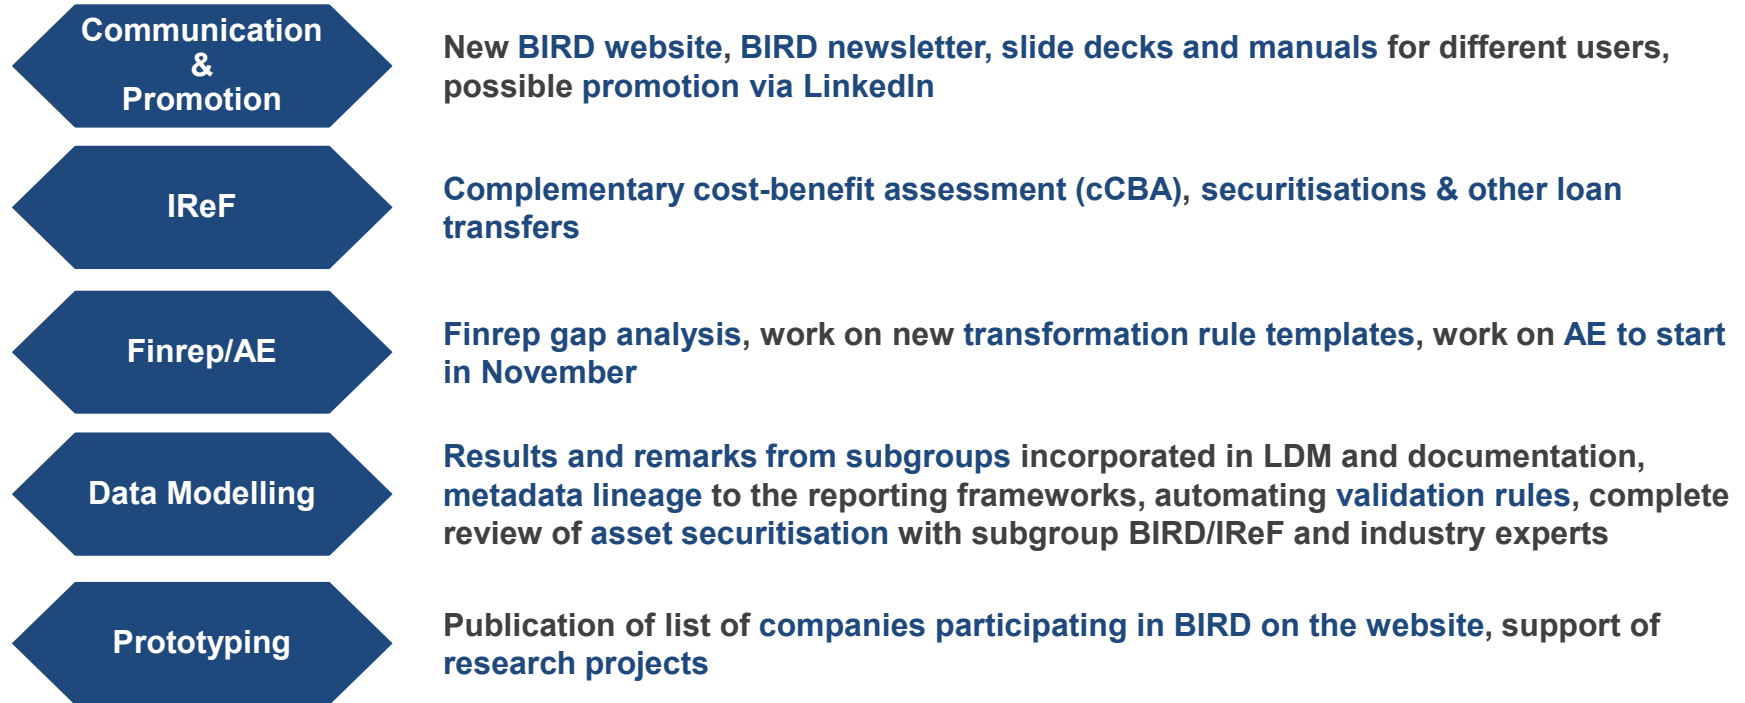 Communication
&
Promotion
New BIRD website, BIRD newsletter, slide decks and manuals for different users,
possible promotion via LinkedIn
IReF
Complementary cost-benefit assessment (cCBA), securitisations & other loan
transfers
Finrep/AE
Finrep gap analysis, work on new transformation rule templates, work on AE to start
in November
Data Modelling
Results and remarks from subgroups incorporated in LDM and documentation,
metadata lineage to the reporting frameworks, automating validation rules, complete
review of asset securitisation with subgroup BIRD/IReF and industry experts
Prototyping
Publication of list of companies participating in BIRD on the website, support of
research projects